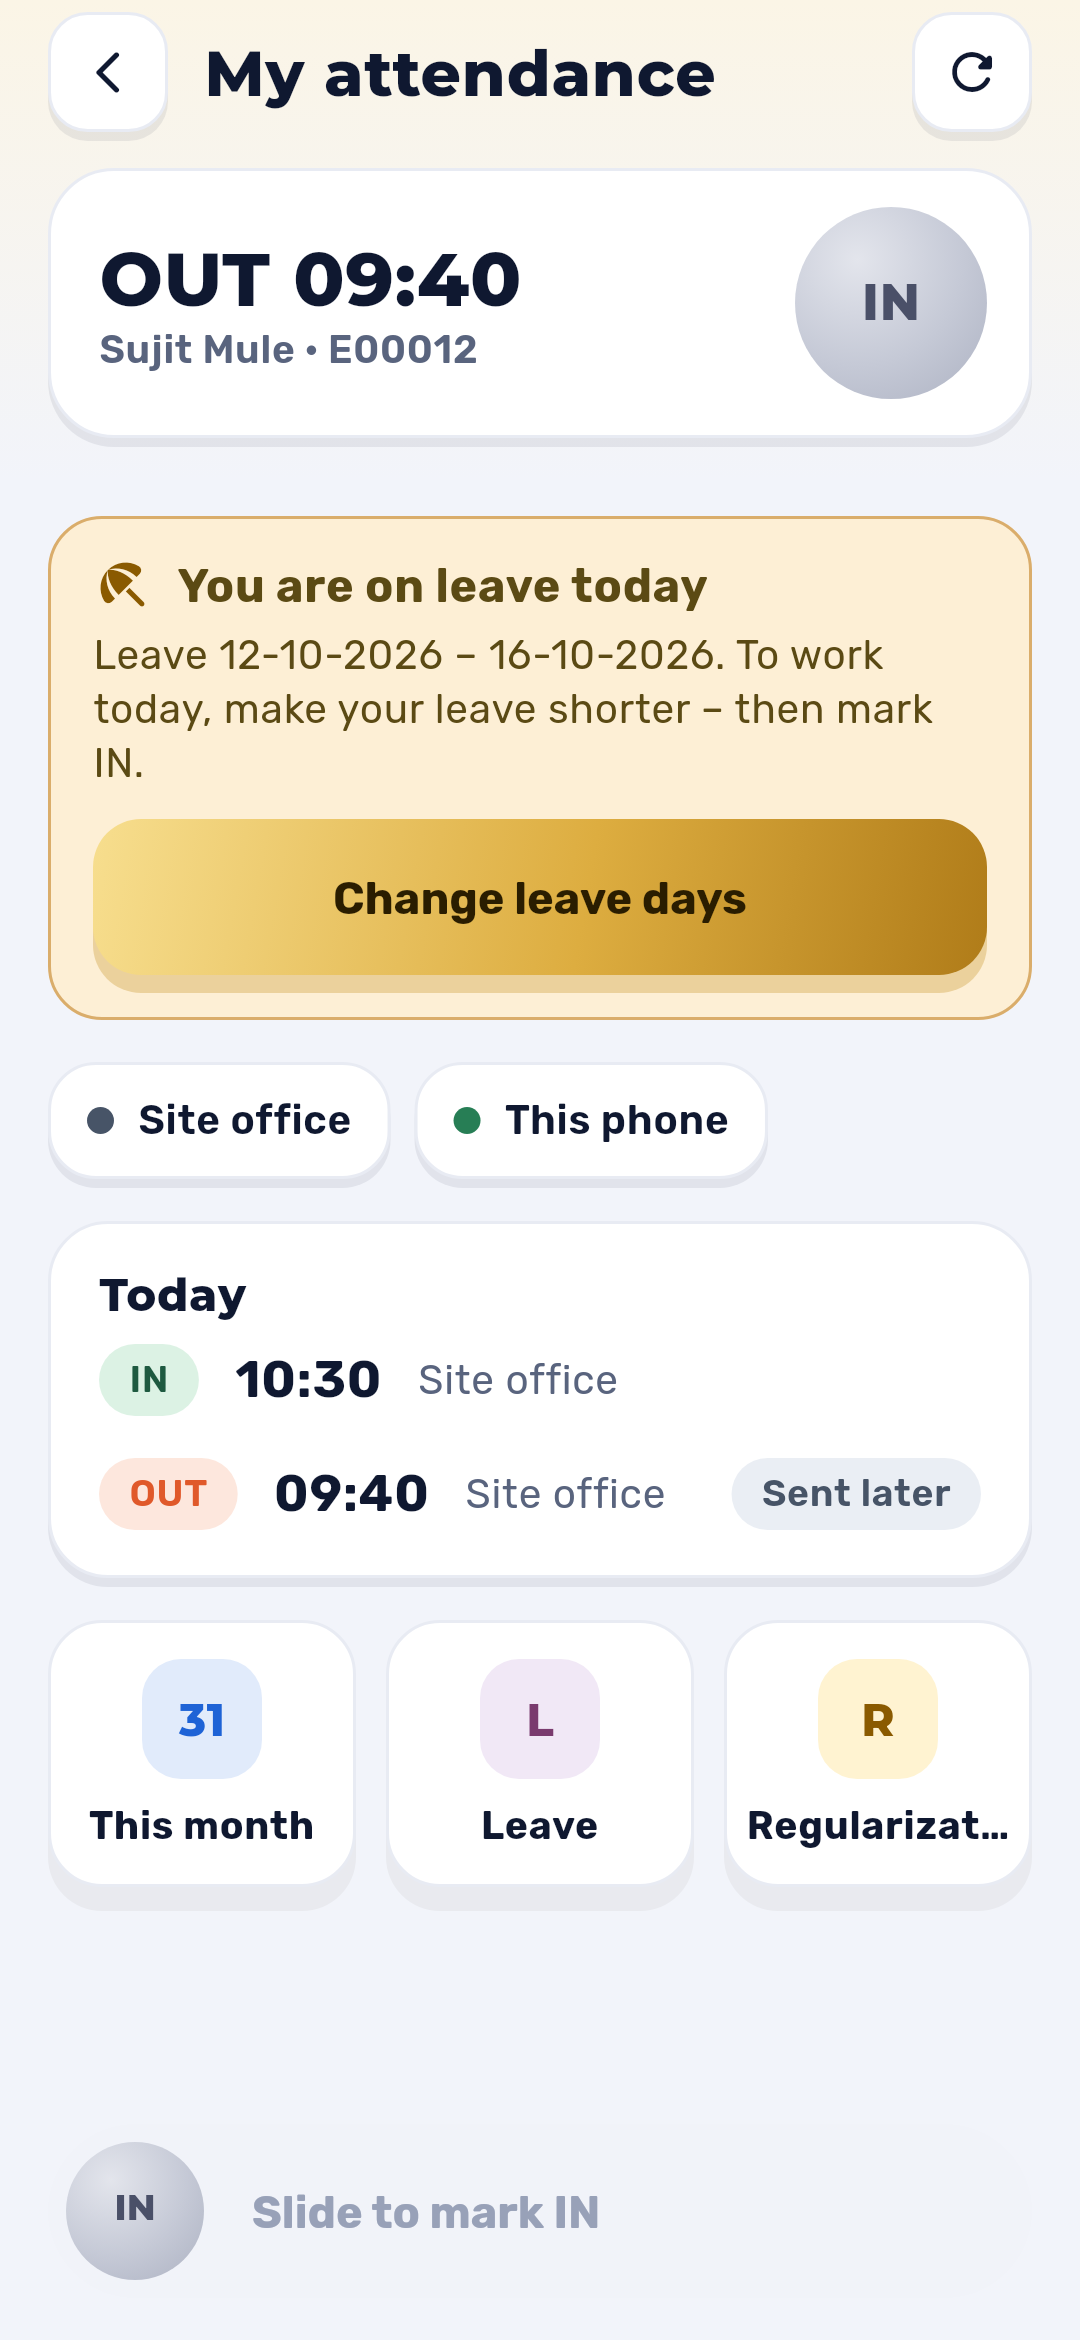 My attendance
OUT 09:40
IN
Sujit Mule • E00012
You are on leave today
Leave 12-10-2026 – 16-10-2026. To work
today, make your leave shorter – then mark
IN.
Change leave days
Site office
This phone
Today
IN 10:30 Site office
OUT 09:40 Site office Sent later
31
This month
L
Leave
R
Regularizat...
IN
Slide to mark IN